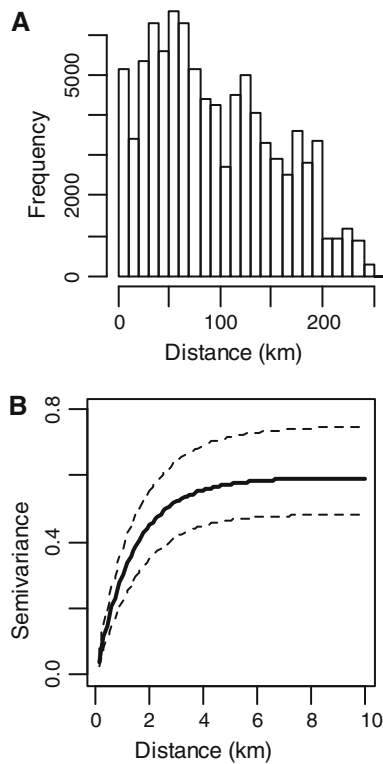 A
Frequency
0
2000
5000
0
100
200
Distance (km)
B
Semivariance
0.0
0.4
0.8
0
2
4
6
8
10
Distance (km)